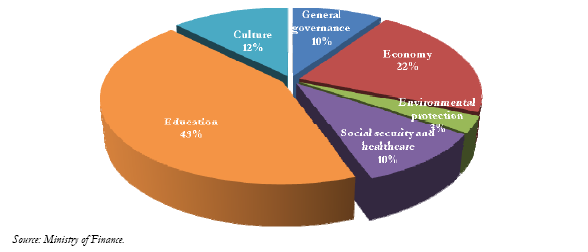 General
governance
10%
Culture
12%
Economy
22%
Environmental
protection
3%
Education
43%
Social security and
healthcare
10%
Source: Ministry of Finance.